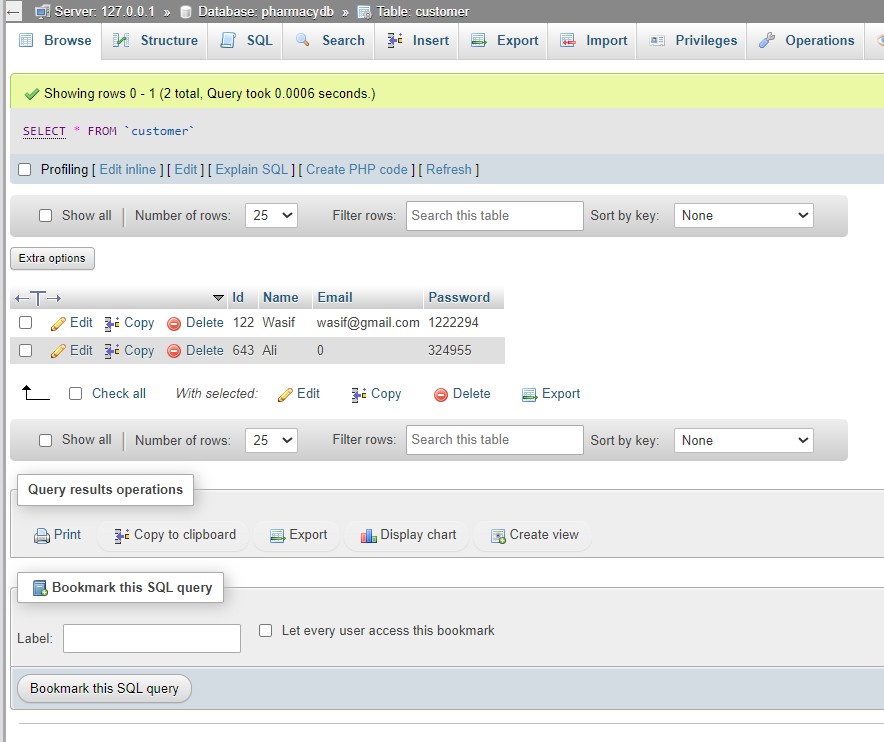 Server: 127.0.0.1 » Database: pharmacydb » Table: customer
Browse Structure SQL Search Insert Export Import Privileges Operations
Showing rows 0 - 1 (2 total, Query took 0.0006 seconds.)
SELECT * FROM `customer`
Profiling [ Edit inline ] [ Edit ] [ Explain SQL ] [ Create PHP code ] [ Refresh ]
Show all Number of rows: 25 Filter rows: Search this table Sort by key: None
Extra options
←T→ Id Name Email Password
Edit Copy Delete 122 Wasif wasif@gmail.com 1222294
Edit Copy Delete 643 Ali 0 324955
Check all With selected: Edit Copy Delete Export
Show all Number of rows: 25 Filter rows: Search this table Sort by key: None
Query results operations
Print Copy to clipboard Export Display chart Create view
Bookmark this SQL query
Label: Let every user access this bookmark
Bookmark this SQL query